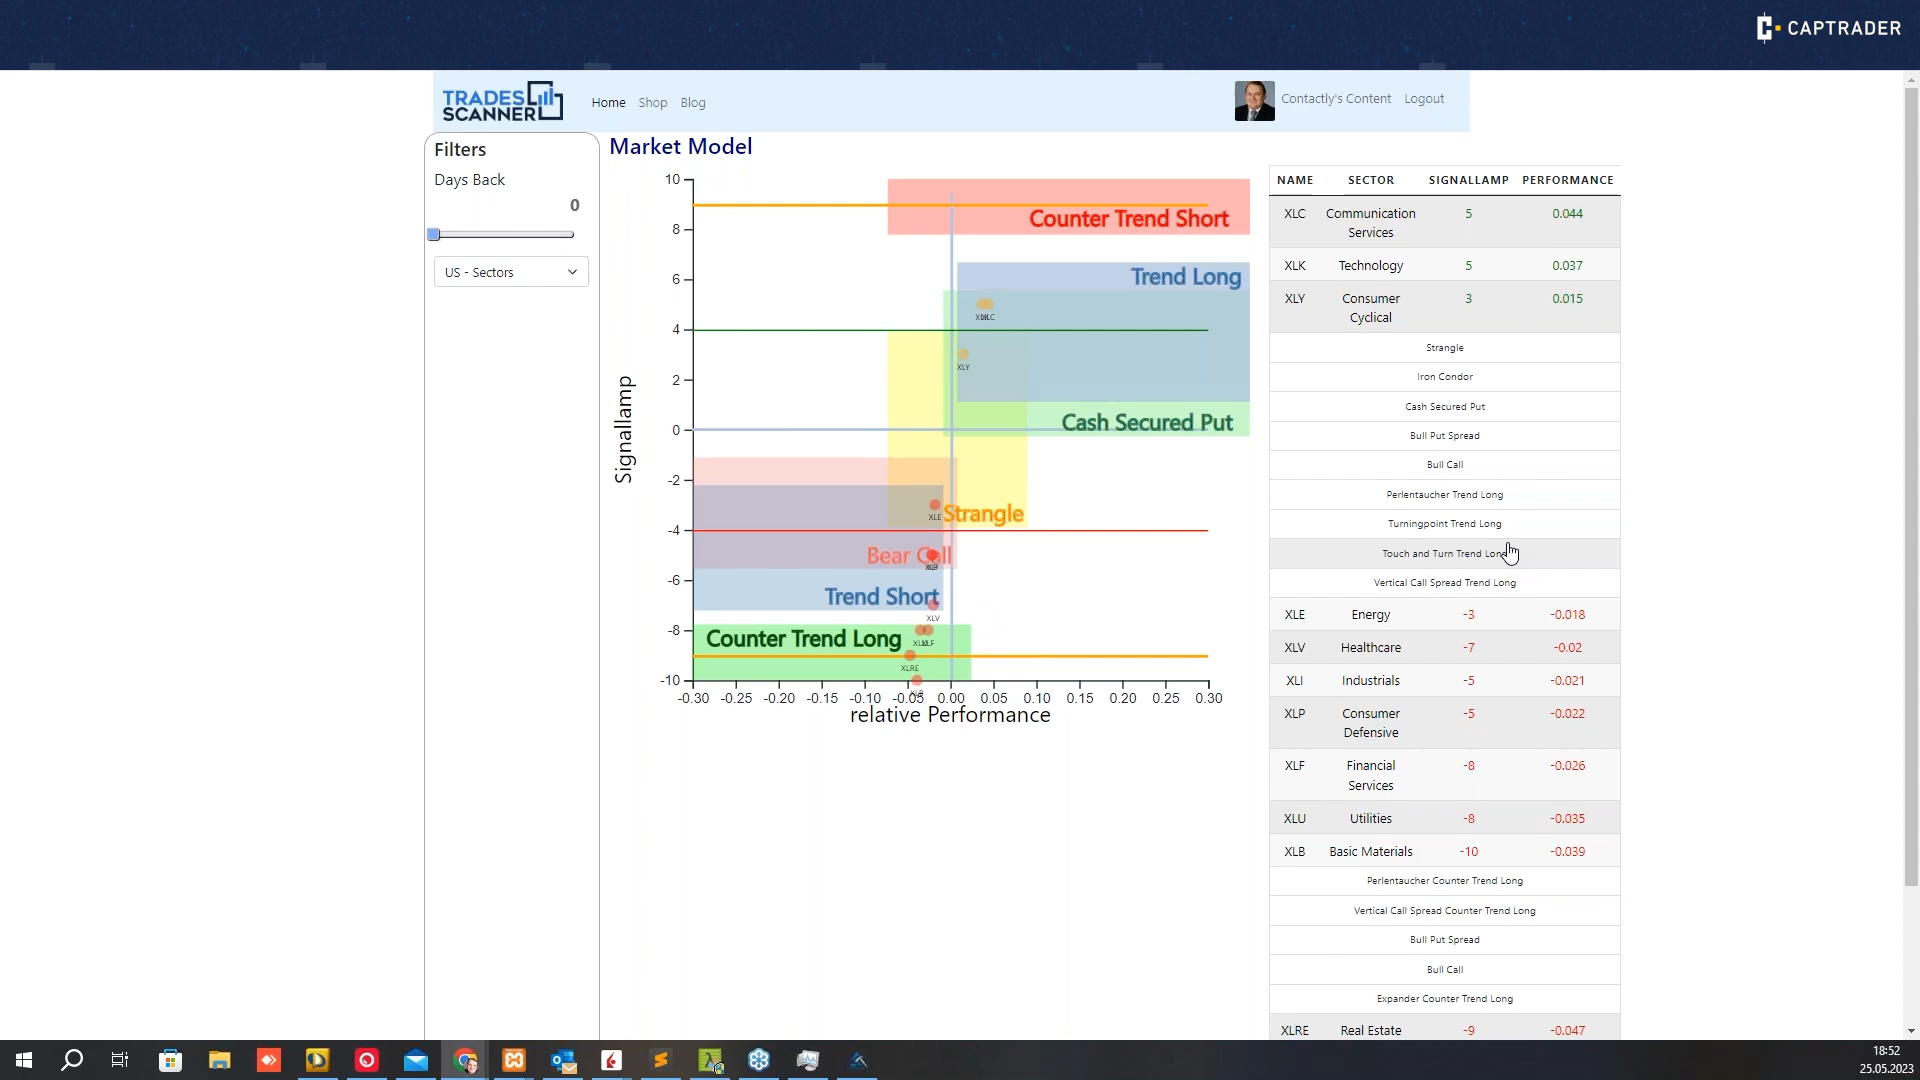 CAPTRADER
TRADES
SCANNER
Home Shop Blog
Contactly's Content Logout
Filters
Days Back
0
US - Sectors
Market Model
10
8
6
4
2
0
-2
-4
-6
-8
-10
Signallamp
Counter Trend Short
Trend Long
XLC
XLY
Cash Secured Put
XLE
Strangle
Bear Call
XLP
Trend Short
XLV
Counter Trend Long
XLF
XLRE
XLB
-0.30 -0.25 -0.20 -0.15 -0.10 -0.05 0.00 0.05 0.10 0.15 0.20 0.25 0.30
relative Performance
NAME SECTOR SIGNALLAMP PERFORMANCE
XLC Communication Services 5 0.044
XLK Technology 5 0.037
XLY Consumer Cyclical 3 0.015
Strangle
Iron Condor
Cash Secured Put
Bull Put Spread
Bull Call
Perlentaucher Trend Long
Turningpoint Trend Long
Touch and Turn Trend Long
Vertical Call Spread Trend Long
XLE Energy -3 -0.018
XLV Healthcare -7 -0.02
XLI Industrials -5 -0.021
XLP Consumer Defensive -5 -0.022
XLF Financial Services -8 -0.026
XLU Utilities -8 -0.035
XLB Basic Materials -10 -0.039
Perlentaucher Counter Trend Long
Vertical Call Spread Counter Trend Long
Bull Put Spread
Bull Call
Expander Counter Trend Long
XLRE Real Estate -9 -0.047
18:52
25.05.2023